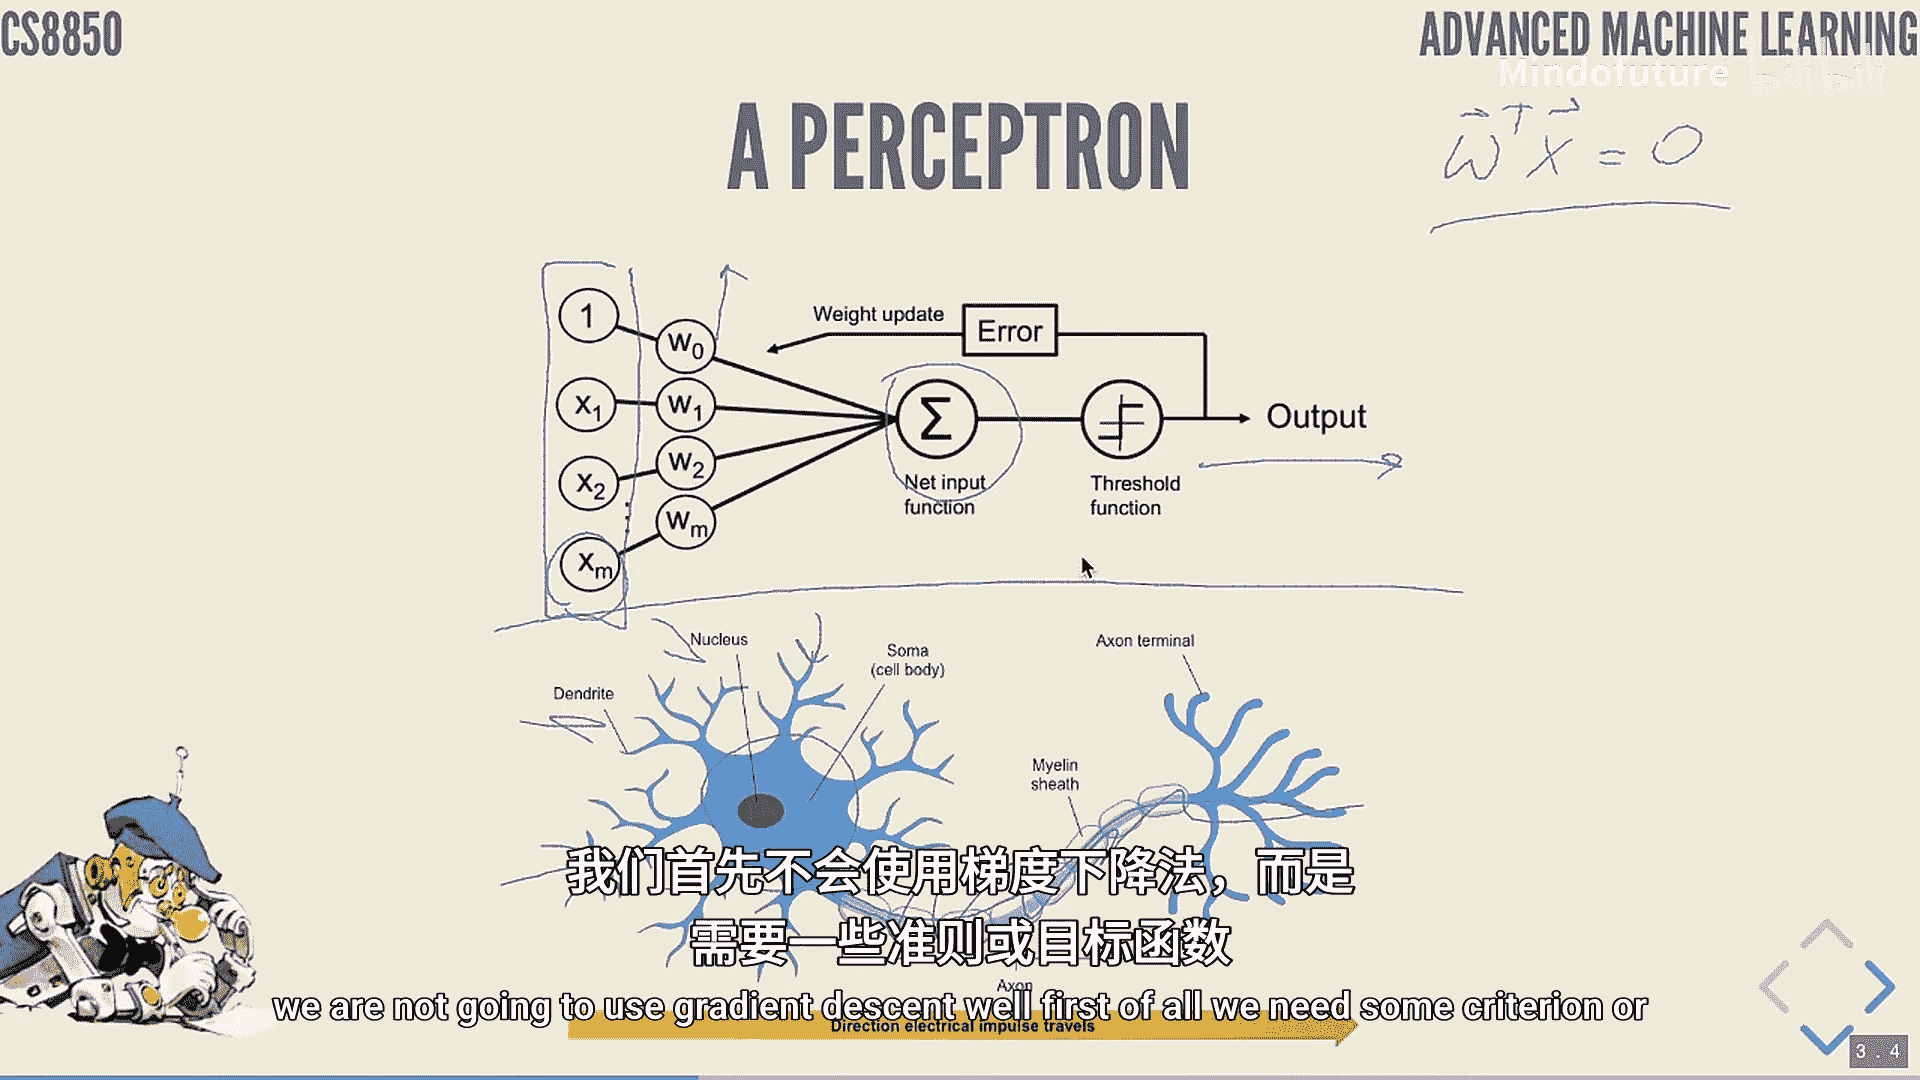 CS8850
ADVANCED MACHINE LEARNING
Mindofuture
bilibili
A PERCEPTRON
w⃗ᵀx⃗ = 0
1
w₀
x₁
w₁
x₂
w₂
xₘ
wₘ
Weight update
Error
Σ
Output
Net input
function
Threshold
function
Nucleus
Soma
(cell body)
Axon terminal
Dendrite
Myelin
sheath
我们首先不会使用梯度下降法，而是
需要一些准则或目标函数
Axon
we are not going to use gradient descent well first of all we need some criterion or
Direction electrical impulse travels
3.4